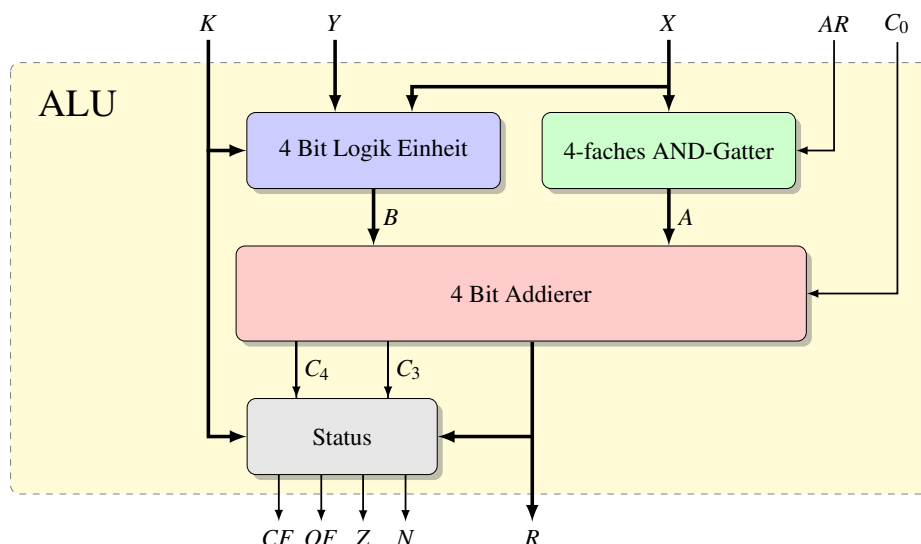 K Y X AR C₀
ALU
4 Bit Logik Einheit
4-faches AND-Gatter
B A
4 Bit Addierer
C₄ C₃
Status
CF OF Z N R